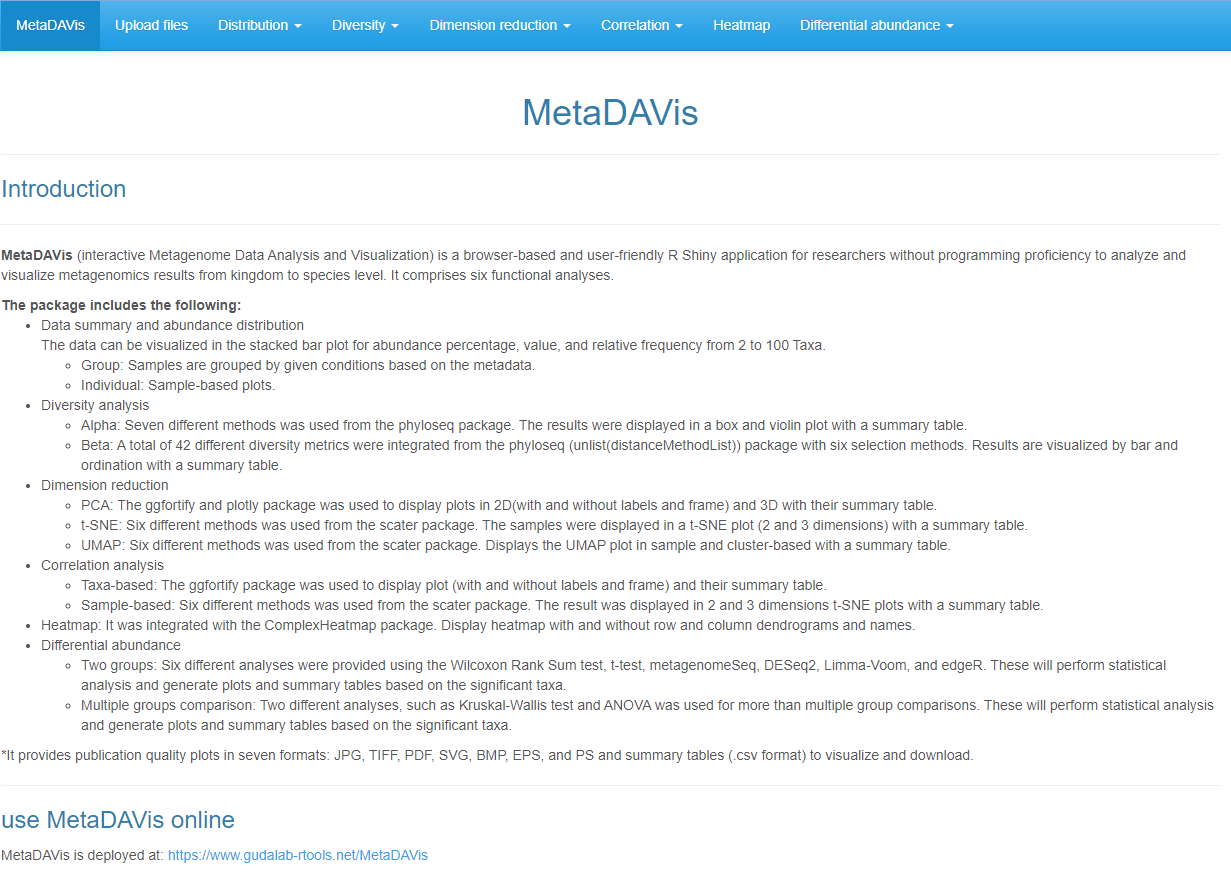 MetaDAVis
Upload files
Distribution
Diversity
Dimension reduction
Correlation
Heatmap
Differential abundance
MetaDAVis
Introduction
MetaDAVis (interactive Metagenome Data Analysis and Visualization) is a browser-based and user-friendly R Shiny application for researchers without programming proficiency to analyze and
visualize metagenomics results from kingdom to species level. It comprises six functional analyses.
The package includes the following:
• Data summary and abundance distribution
The data can be visualized in the stacked bar plot for abundance percentage, value, and relative frequency from 2 to 100 Taxa.
◦ Group: Samples are grouped by given conditions based on the metadata.
◦ Individual: Sample-based plots.
• Diversity analysis
◦ Alpha: Seven different methods was used from the phyloseq package. The results were displayed in a box and violin plot with a summary table.
◦ Beta: A total of 42 different diversity metrics were integrated from the phyloseq (unlist(distanceMethodList)) package with six selection methods. Results are visualized by bar and
ordination with a summary table.
• Dimension reduction
◦ PCA: The ggfortify and plotly package was used to display plots in 2D(with and without labels and frame) and 3D with their summary table.
◦ t-SNE: Six different methods was used from the scater package. The samples were displayed in a t-SNE plot (2 and 3 dimensions) with a summary table.
◦ UMAP: Six different methods was used from the scater package. Displays the UMAP plot in sample and cluster-based with a summary table.
• Correlation analysis
◦ Taxa-based: The ggfortify package was used to display plot (with and without labels and frame) and their summary table.
◦ Sample-based: Six different methods was used from the scater package. The result was displayed in 2 and 3 dimensions t-SNE plots with a summary table.
• Heatmap: It was integrated with the ComplexHeatmap package. Display heatmap with and without row and column dendrograms and names.
• Differential abundance
◦ Two groups: Six different analyses were provided using the Wilcoxon Rank Sum test, t-test, metagenomeSeq, DESeq2, Limma-Voom, and edgeR. These will perform statistical
analysis and generate plots and summary tables based on the significant taxa.
◦ Multiple groups comparison: Two different analyses, such as Kruskal-Wallis test and ANOVA was used for more than multiple group comparisons. These will perform statistical analysis
and generate plots and summary tables based on the significant taxa.
*It provides publication quality plots in seven formats: JPG, TIFF, PDF, SVG, BMP, EPS, and PS and summary tables (.csv format) to visualize and download.
use MetaDAVis online
MetaDAVis is deployed at: https://www.gudalab-rtools.net/MetaDAVis